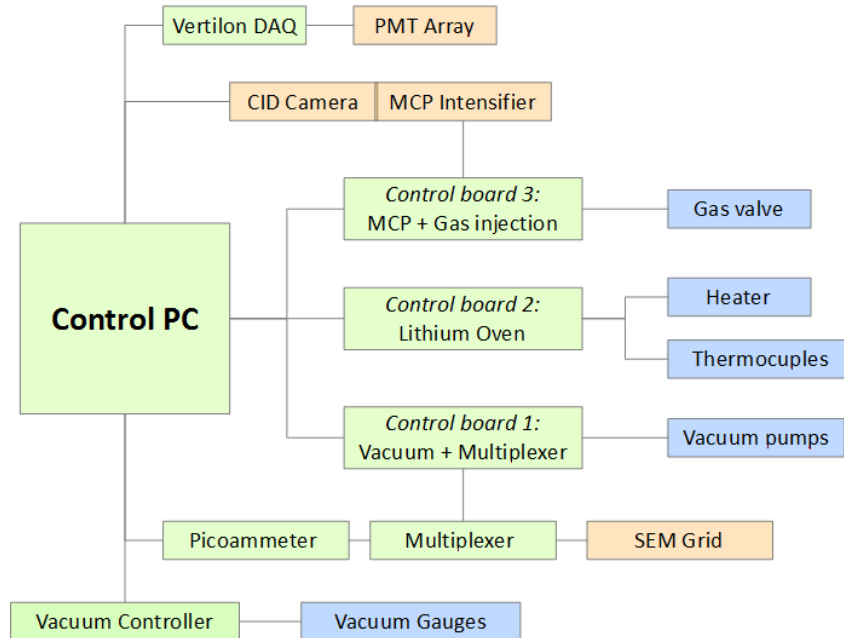 Vertilon DAQ
PMT Array
CID Camera
MCP Intensifier
Control board 3:
MCP + Gas injection
Gas valve
Control PC
Control board 2:
Lithium Oven
Heater
Thermocuples
Control board 1:
Vacuum + Multiplexer
Vacuum pumps
Picoammeter
Multiplexer
SEM Grid
Vacuum Controller
Vacuum Gauges